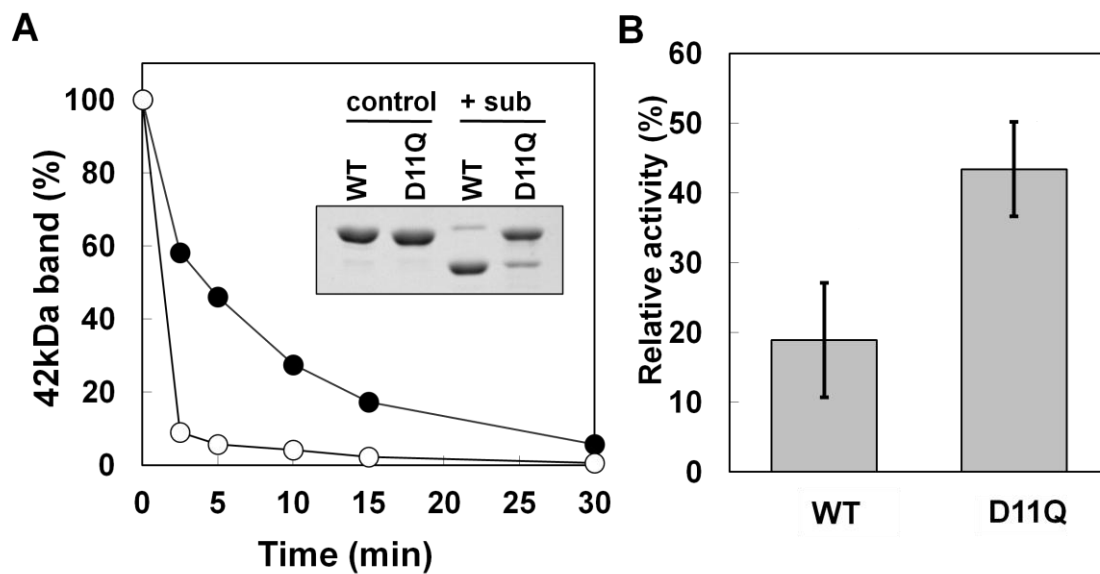 A
42kDa band (%)
100
80
60
40
20
0
0 5 10 15 20 25 30
Time (min)
control + sub
WT D11Q WT D11Q
B
Relative activity (%)
60
50
40
30
20
10
0
WT D11Q